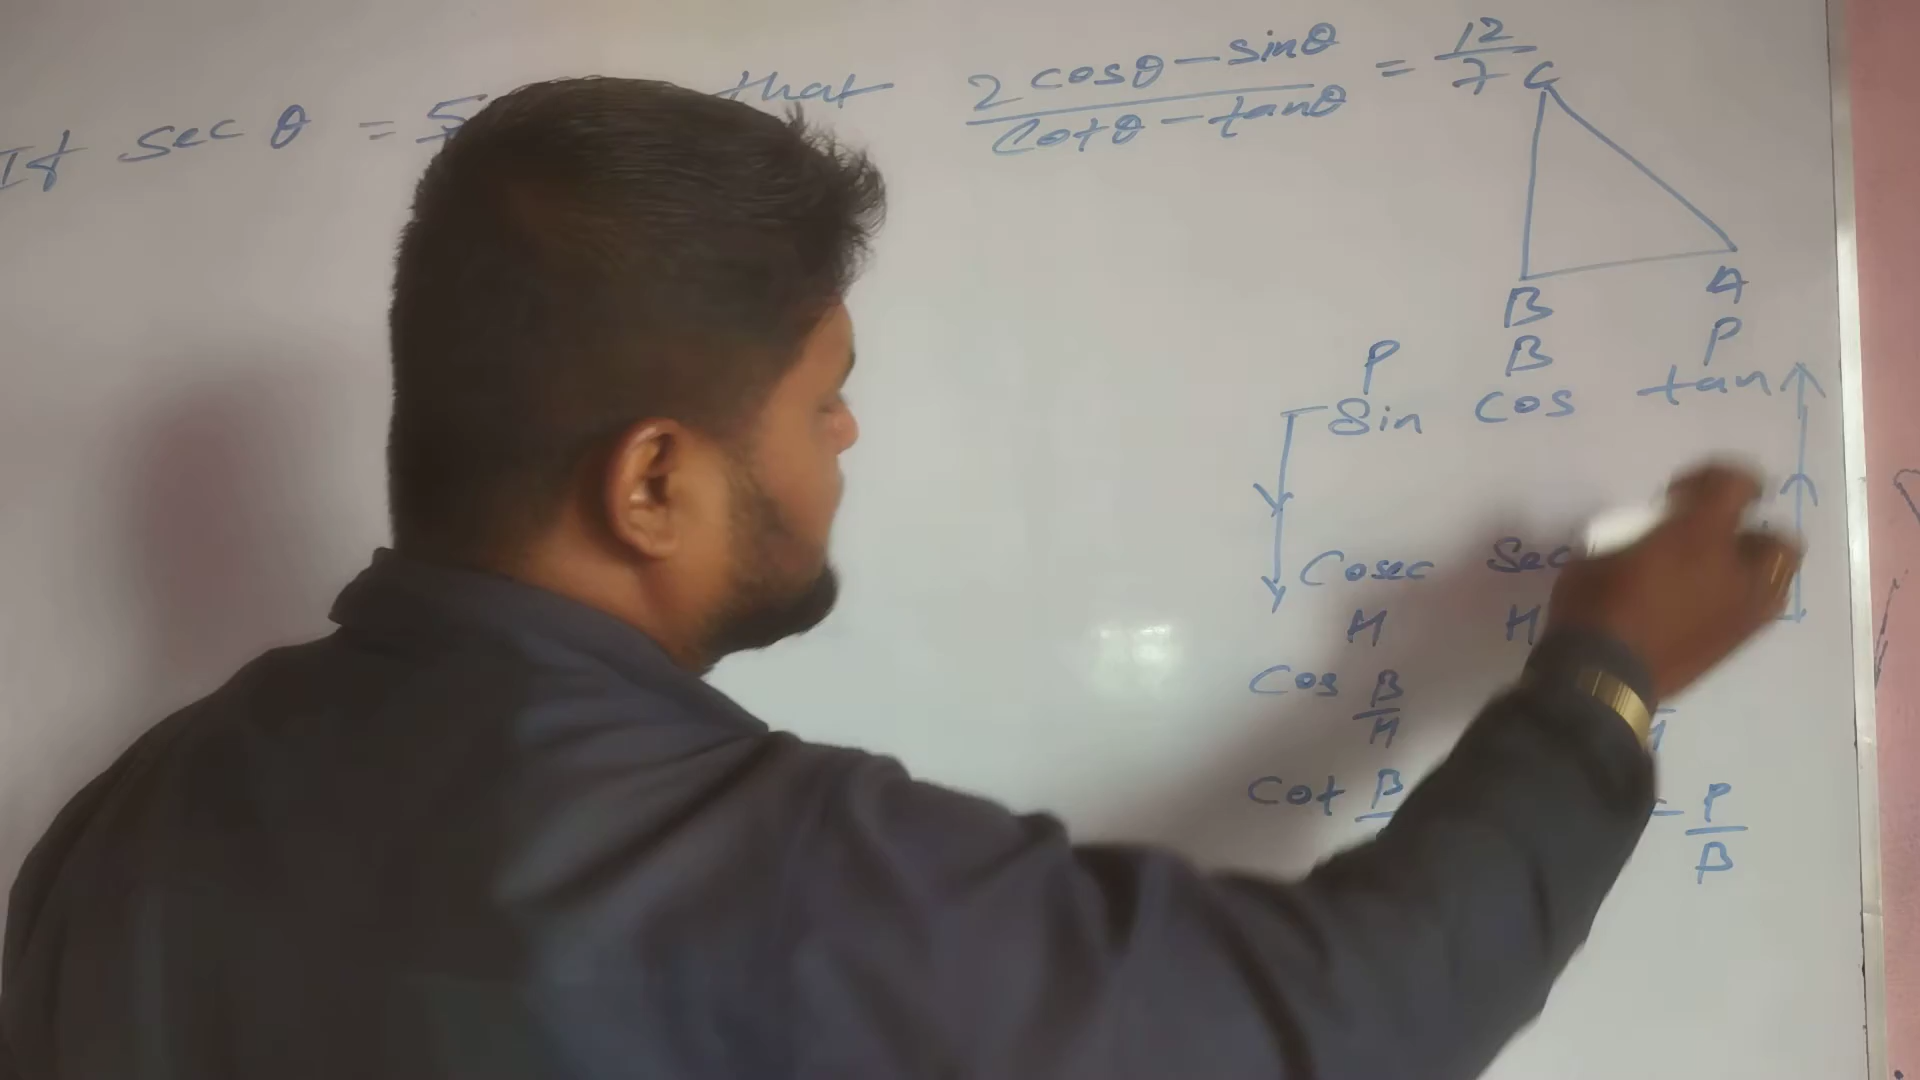 If sec θ = 5 that 2 cosθ - sinθ / cotθ - tanθ = 12/7
C
B A
P B P
Sin cos tan
Cosec Sec
H H
Cos B/H
Cot B - P/B